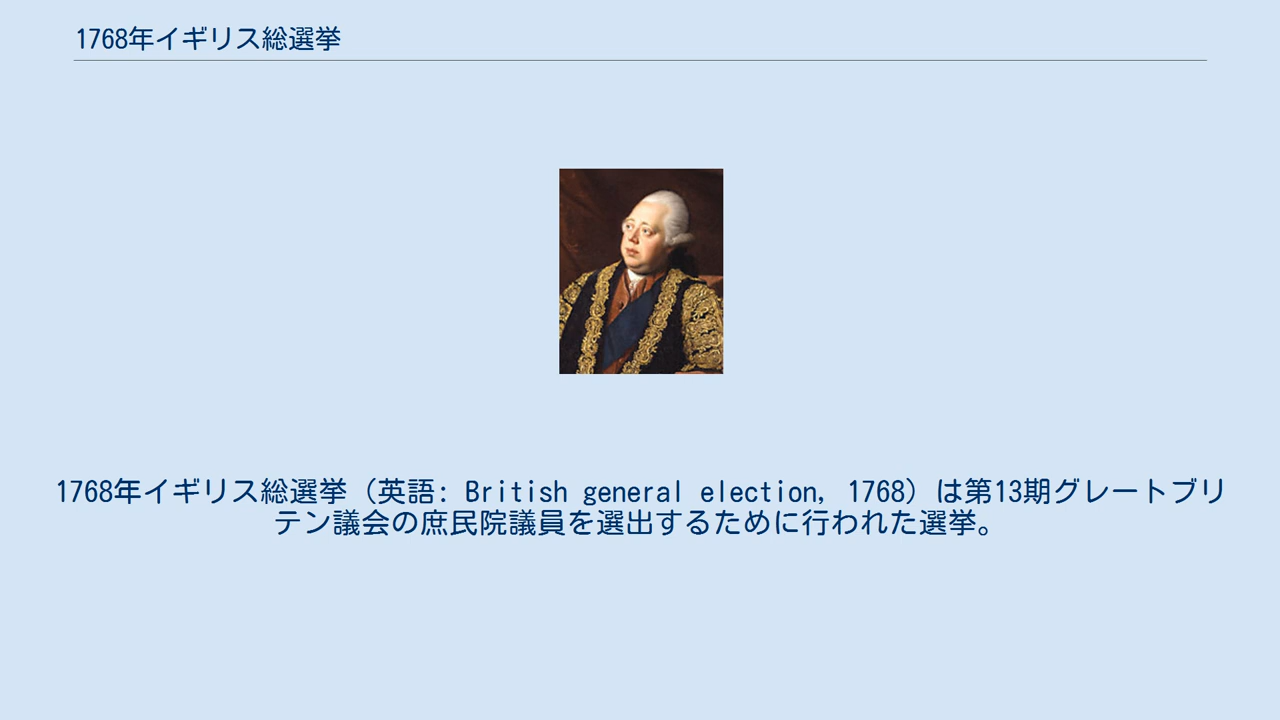 1768年イギリス総選挙
1768年イギリス総選挙（英語: British general election, 1768）は第13期グレートブリ
テン議会の庶民院議員を選出するために行われた選挙。